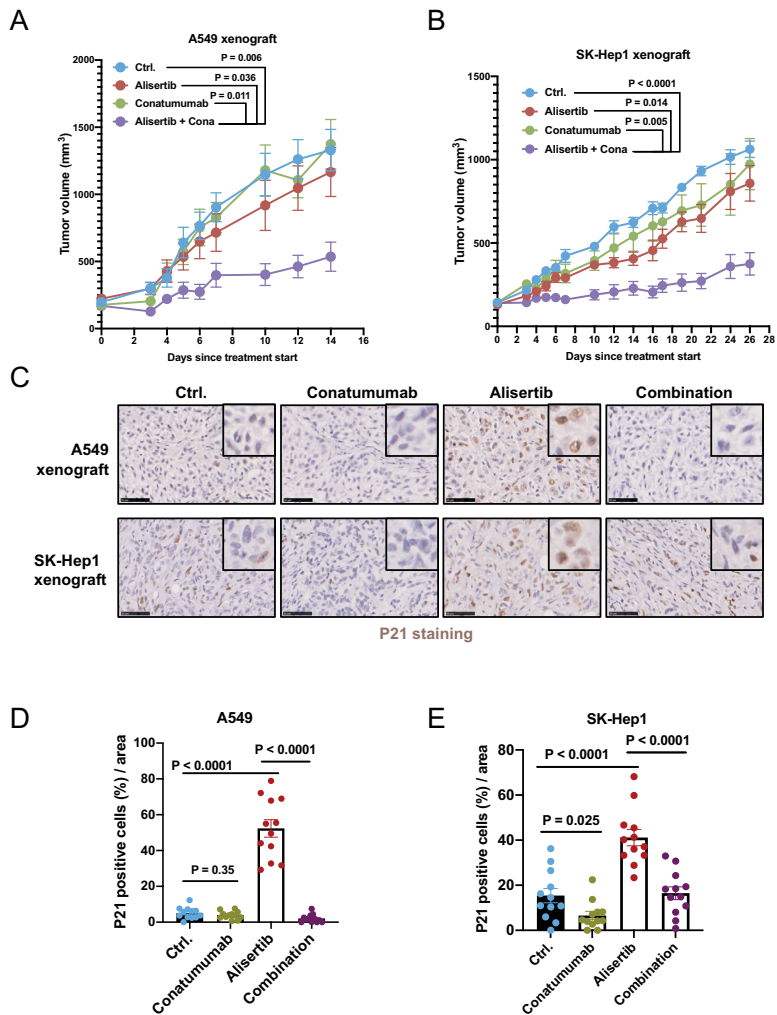 A
A549 xenograft
Tumor volume (mm3)
2000
1500
1000
500
0
Ctrl.
Alisertib
Conatumumab
Alisertib + Cona
P = 0.006
P = 0.036
P = 0.011
0 2 4 6 8 10 12 14 16
Days since treatment start
B
SK-Hep1 xenograft
Tumor volume (mm3)
1500
1000
500
0
Ctrl.
Alisertib
Conatumumab
Alisertib + Cona
P < 0.0001
P = 0.014
P = 0.005
0 2 4 6 8 10 12 14 16 18 20 22 24 26 28
Days since treatment start
C
Ctrl. Conatumumab Alisertib Combination
A549
xenograft
SK-Hep1
xenograft
P21 staining
D
A549
P21 positive cells (%) / area
100
80
60
40
20
0
P < 0.0001
P < 0.0001
P = 0.35
Ctrl.
Conatumumab
Alisertib
Combination
E
SK-Hep1
P21 positive cells (%) / area
80
60
40
20
0
P < 0.0001
P < 0.0001
P = 0.025
Ctrl.
Conatumumab
Alisertib
Combination